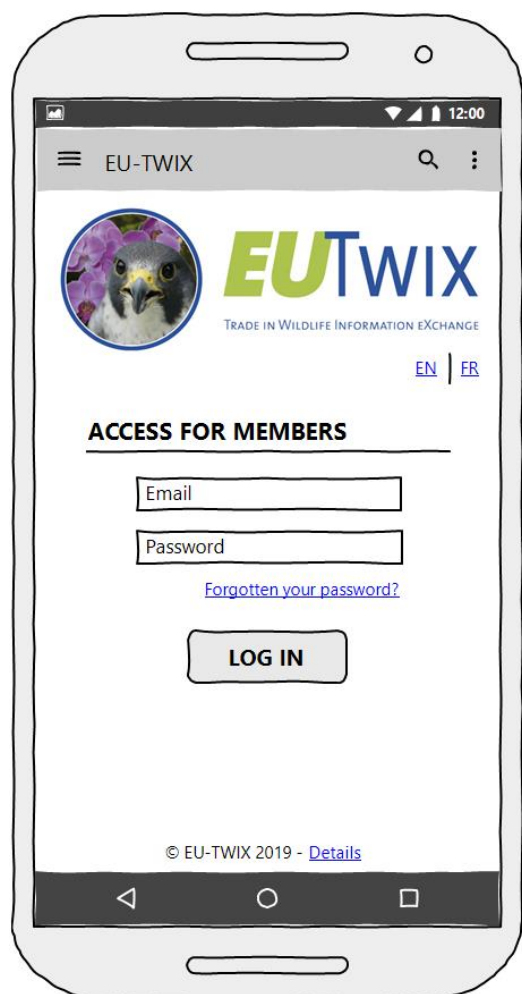 12:00
EU-TWIX
EUTWIX
TRADE IN WILDLIFE INFORMATION EXCHANGE
EN | FR
ACCESS FOR MEMBERS
Email
Password
Forgotten your password?
LOG IN
© EU-TWIX 2019 - Details